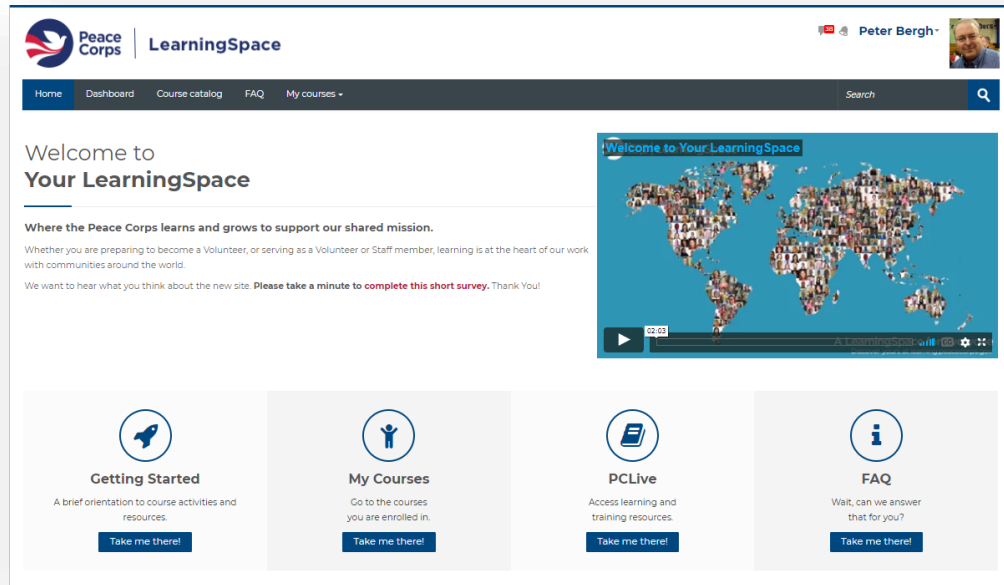 Peace
Corps
LearningSpace
38
Peter Bergh
Home
Dashboard
Course catalog
FAQ
My courses
Search
Welcome to
Your LearningSpace
Where the Peace Corps learns and grows to support our shared mission.
Whether you are preparing to become a Volunteer, or serving as a Volunteer or Staff member, learning is at the heart of our work
with communities around the world.
We want to hear what you think about the new site. Please take a minute to complete this short survey. Thank You!
Welcome to Your LearningSpace
02:03
A LearningSpace for
Getting Started
A brief orientation to course activities and
resources.
Take me there!
My Courses
Go to the courses
you are enrolled in.
Take me there!
PCLive
Access learning and
training resources.
Take me there!
FAQ
Wait, can we answer
that for you?
Take me there!